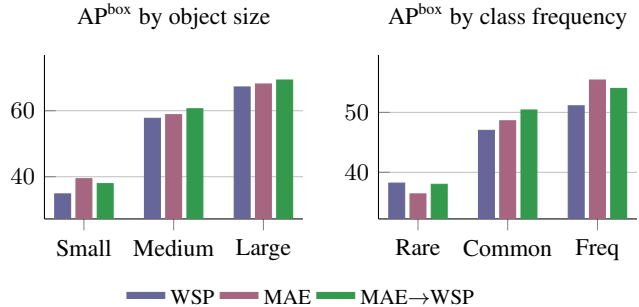 AP^box by object size
60
40
Small Medium Large
AP^box by class frequency
50
40
Rare Common Freq
WSP MAE MAE→WSP